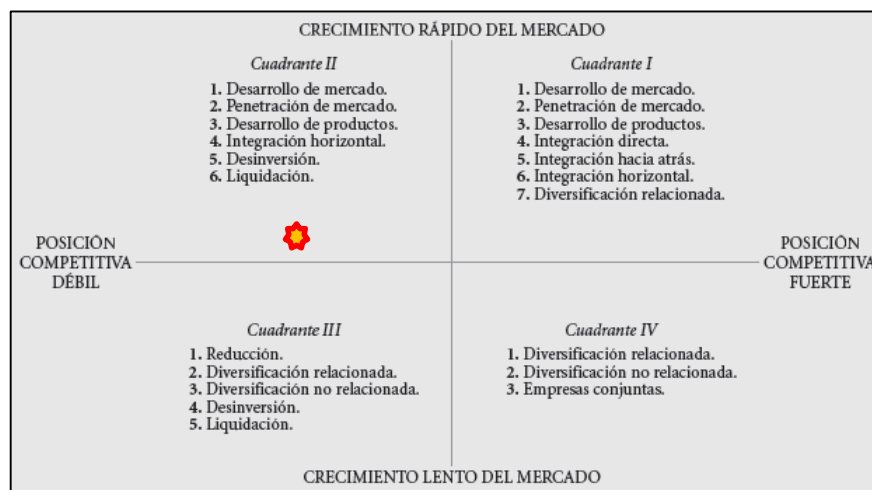 CRECIMIENTO RÁPIDO DEL MERCADO
Cuadrante II
1. Desarrollo de mercado.
2. Penetración de mercado.
3. Desarrollo de productos.
4. Integración horizontal.
5. Desinversión.
6. Liquidación.
Cuadrante I
1. Desarrollo de mercado.
2. Penetración de mercado.
3. Desarrollo de productos.
4. Integración directa.
5. Integración hacia atrás.
6. Integración horizontal.
7. Diversificación relacionada.
POSICIÓN
COMPETITIVA
DÉBIL
POSICIÓN
COMPETITIVA
FUERTE
Cuadrante III
1. Reducción.
2. Diversificación relacionada.
3. Diversificación no relacionada.
4. Desinversión.
5. Liquidación.
Cuadrante IV
1. Diversificación relacionada.
2. Diversificación no relacionada.
3. Empresas conjuntas.
CRECIMIENTO LENTO DEL MERCADO